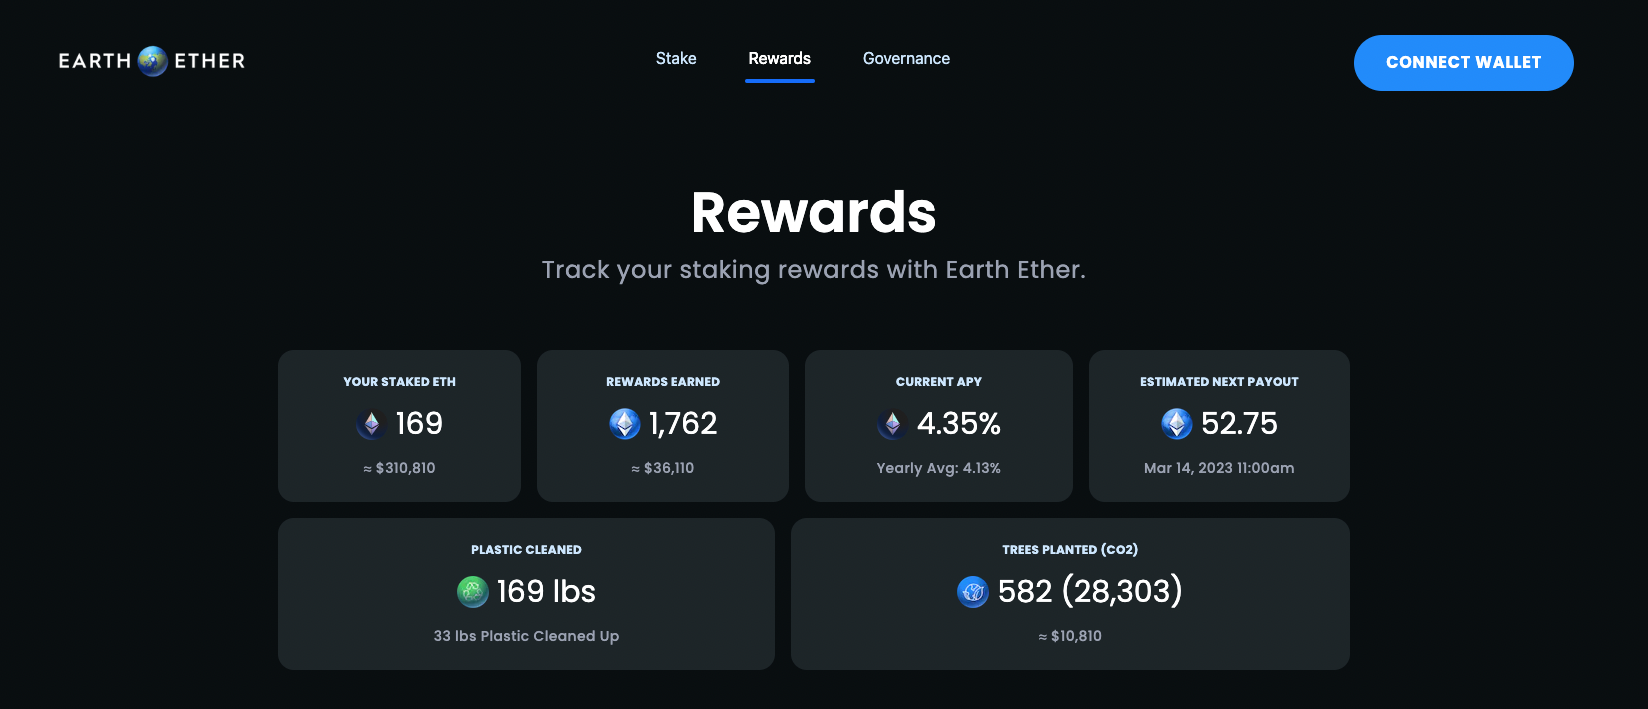 EARTH ETHER
Stake Rewards Governance
CONNECT WALLET
Rewards
Track your staking rewards with Earth Ether.
YOUR STAKED ETH
169
≈ $310,810
REWARDS EARNED
1,762
≈ $36,110
CURRENT APY
4.35%
Yearly Avg: 4.13%
ESTIMATED NEXT PAYOUT
52.75
Mar 14, 2023 11:00am
PLASTIC CLEANED
169 lbs
33 lbs Plastic Cleaned Up
TREES PLANTED (CO2)
582 (28,303)
≈ $10,810